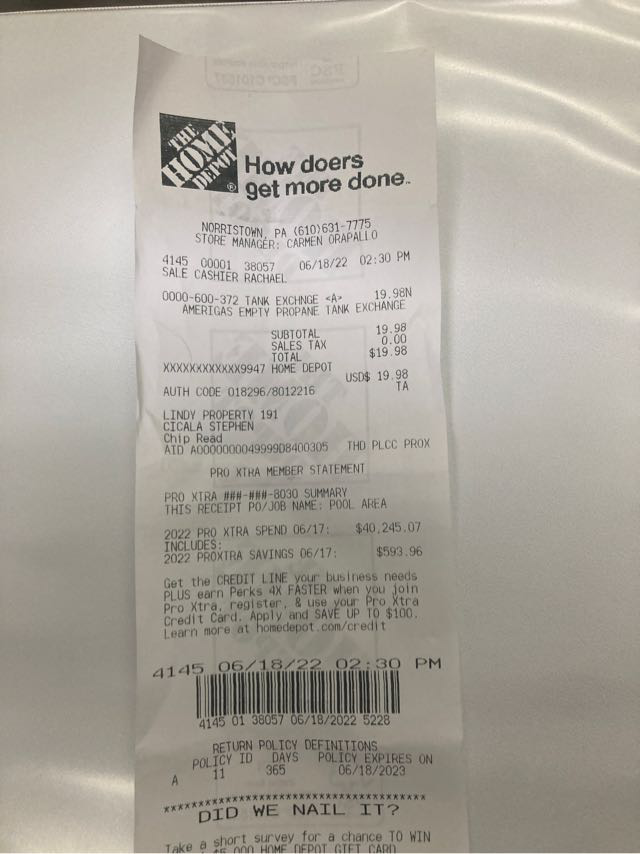 THE
HOME
DEPOT
®
How doers
get more done™
NORRISTOWN, PA (610)631-7775
STORE MANAGER: CARMEN ORAPALLO
4145 00001 38057 06/18/22 02:30 PM
SALE CASHIER RACHAEL
0000-600-372 TANK EXCHNGE <A> 19.98N
AMERIGAS EMPTY PROPANE TANK EXCHANGE
SUBTOTAL 19.98
SALES TAX 0.00
TOTAL $19.98
XXXXXXXXXXXX9947 HOME DEPOT
USD$ 19.98
AUTH CODE 018296/8012216 TA
LINDY PROPERTY 191
CICALA STEPHEN
Chip Read
AID A0000000049999D8400305 THD PLCC PROX
PRO XTRA MEMBER STATEMENT
PRO XTRA ###-###-8030 SUMMARY
THIS RECEIPT PO/JOB NAME: POOL AREA
2022 PRO XTRA SPEND 06/17: $40,245.07
INCLUDES:
2022 PROXTRA SAVINGS 06/17: $593.96
Get the CREDIT LINE your business needs
PLUS earn Perks 4X FASTER when you join
Pro Xtra, register, & use your Pro Xtra
Credit Card. Apply and SAVE UP TO $100.
Learn more at homedepot.com/credit
4145 06/18/22 02:30 PM
4145 01 38057 06/18/2022 5228
RETURN POLICY DEFINITIONS
POLICY ID DAYS POLICY EXPIRES ON
A 11 365 06/18/2023
***************************************
DID WE NAIL IT?
Take a short survey for a chance TO WIN
$5,000 HOME DEPOT GIFT CARD